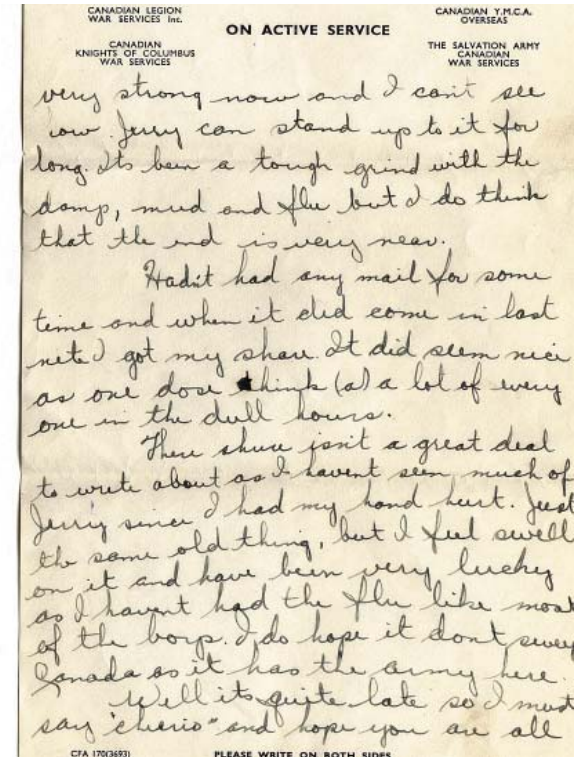 CANADIAN LEGION
WAR SERVICES Inc.
CANADIAN
KNIGHTS OF COLUMBUS
WAR SERVICES
ON ACTIVE SERVICE
CANADIAN Y.M.C.A.
OVERSEAS
THE SALVATION ARMY
CANADIAN
WAR SERVICES
very strong now and I can't see
how Jerry can stand up to it for
long. Its been a tough grind with the
damp, mud and flu but I do think
that the end is very near.
Hadn't had any mail for some
time and when it did come in last
nite I got my share. It did seem nice
as one dose think (a) a lot of every
one in the dull hours.
There shure isn't a great deal
to write about as I havent seen much of
Jerry since I had my hand hurt. Just
the same old thing, but I feel swell
on it and have been very lucky
as I havent had the flu like most
of the boys. I do hope it dont sweep
Canada as it has the army here.
Well its quite late so I must
say "cherio" and hope you are all
CFA 170(3693)
PLEASE WRITE ON BOTH SIDES